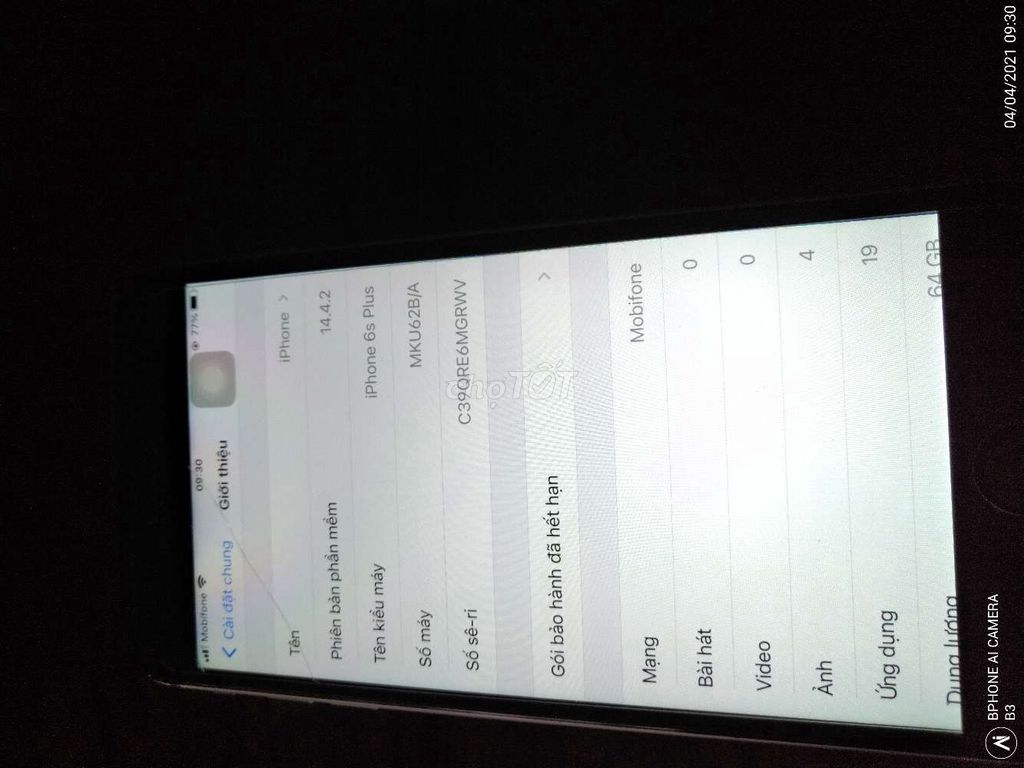 Mobifone 09:30 77%
Cài đặt chung Giới thiệu
Tên iPhone
Phiên bản phần mềm 14.4.2
Tên kiểu máy iPhone 6s Plus
Số máy MKU62B/A
Số sê-ri C39QRE6MGRWV
Gói bảo hành đã hết hạn
Mạng Mobifone
Bài hát 0
Video 0
Ảnh 4
Ứng dụng 19
Dung lượng 64 GB
chợTỐT
BPHONE AI CAMERA
B3
04/04/2021 09:30